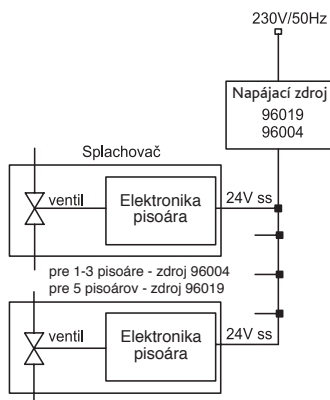 230V/50Hz
Napájací zdroj
96019
96004
Splachovač
ventil
Elektronika
pisoára
24V ss
pre 1-3 pisoáre - zdroj 96004
pre 5 pisoárov - zdroj 96019
ventil
Elektronika
pisoára
24V ss